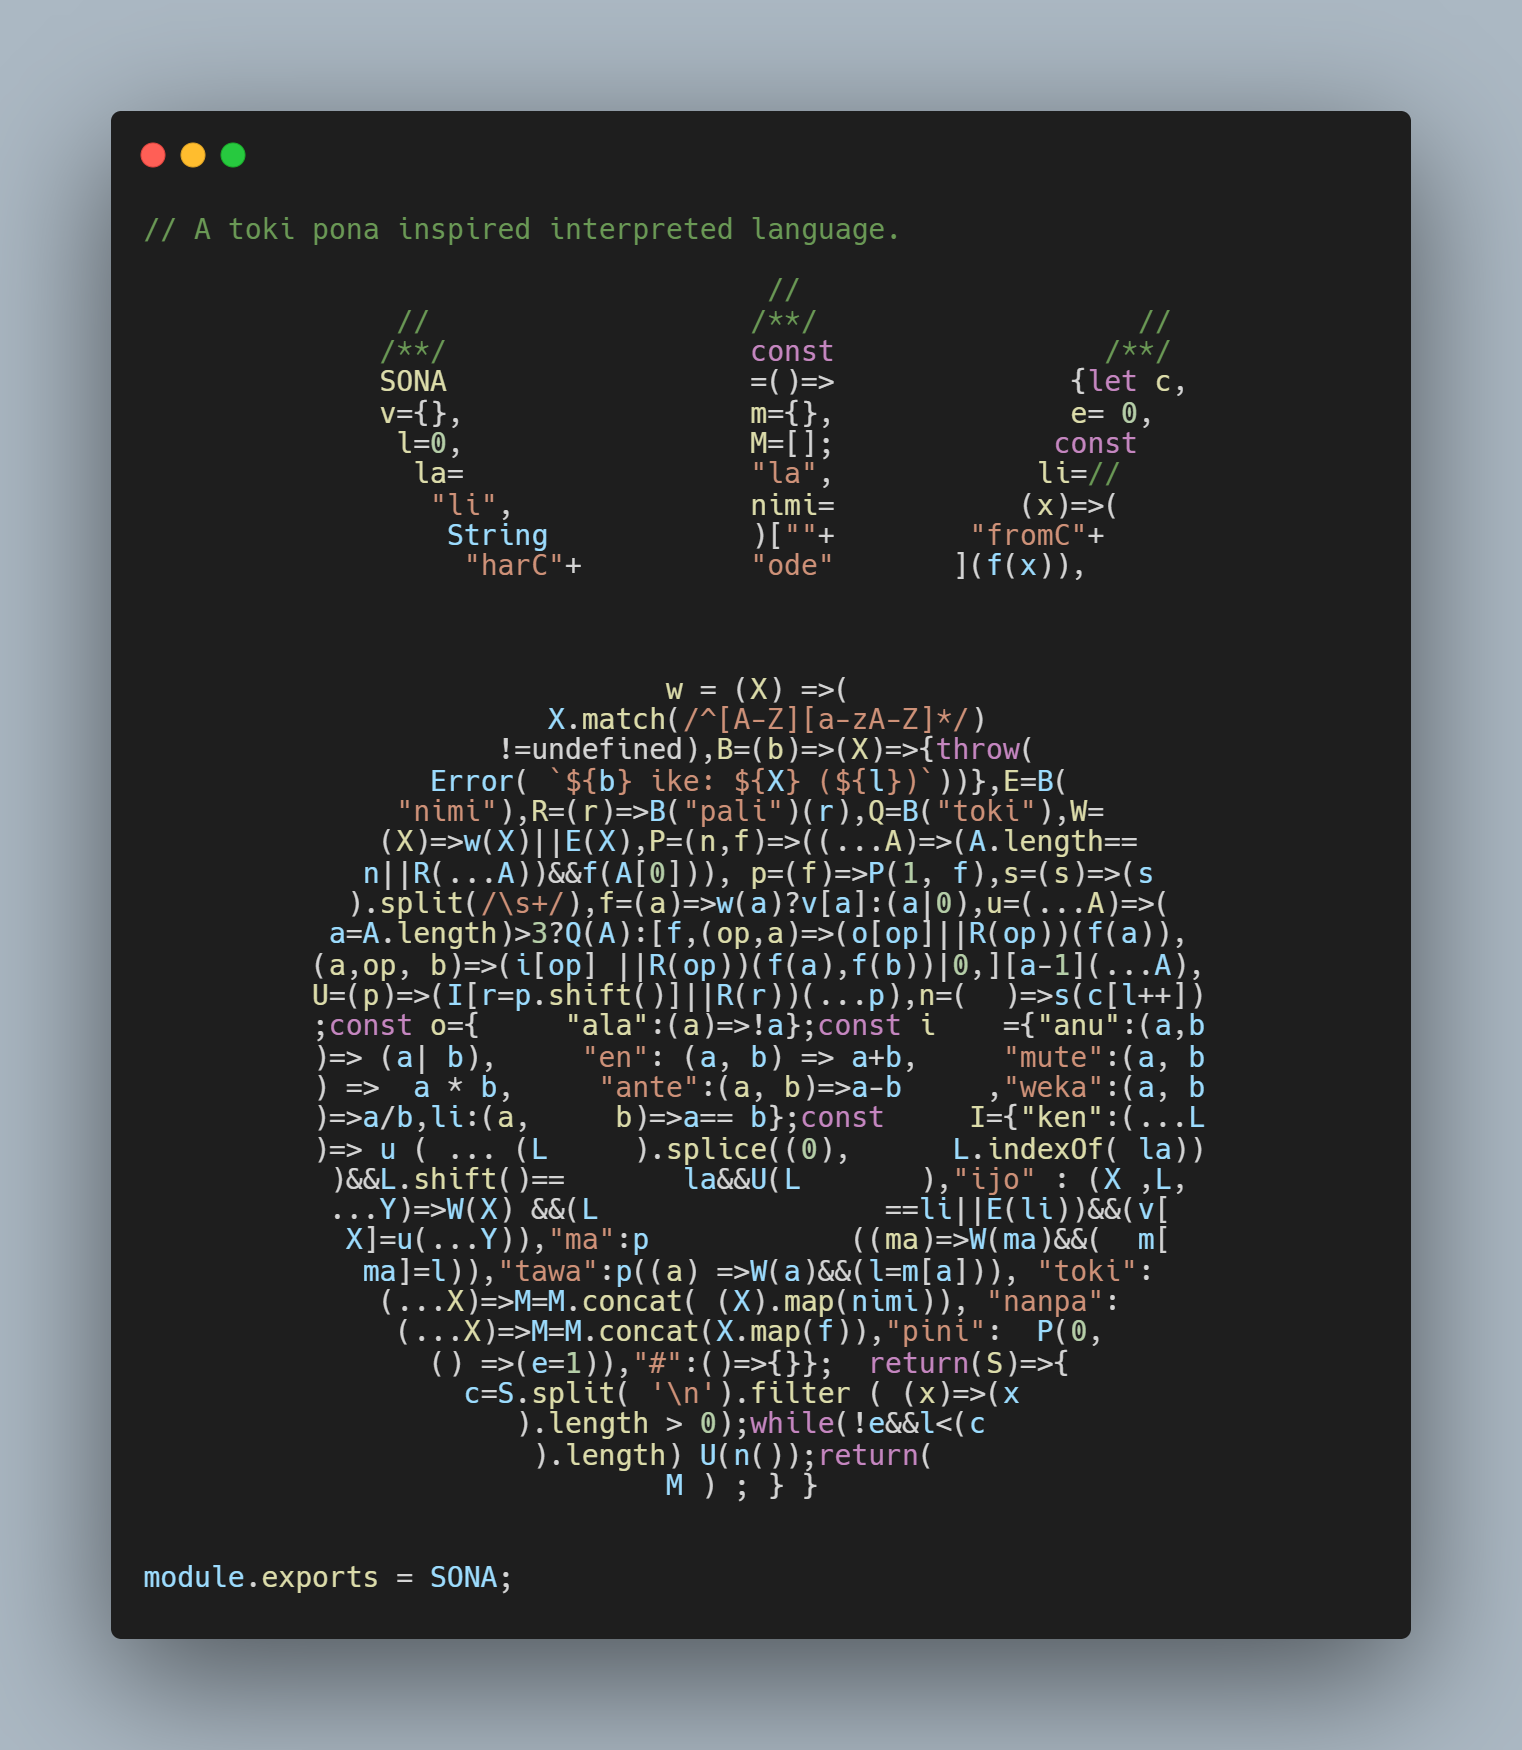 // A toki pona inspired interpreted language.
//
// /**/ //
/**/ const /**/
SONA =()=> {let c,
v={}, m={}, e= 0,
l=0, M=[]; const
la= "la", li=//
"li", nimi= (x)=>(
String )[""+ "fromC"+
"harC"+ "ode" ](f(x)),
w = (X) =>(
X.match(/^[A-Z][a-zA-Z]*/)
!=undefined),B=(b)=>(X)=>{throw(
Error( `${b} ike: ${X} (${l})`))},E=B(
"nimi"),R=(r)=>B("pali")(r),Q=B("toki"),W=
(X)=>w(X)||E(X),P=(n,f)=>((...A)=>(A.length==
n||R(...A))&&f(A[0])), p=(f)=>P(1, f),s=(s)=>(s
).split(/\s+/),f=(a)=>w(a)?v[a]:(a|0),u=(...A)=>(
a=A.length)>3?Q(A):[f,(op,a)=>(o[op]||R(op))(f(a)),
(a,op, b)=>(i[op] ||R(op))(f(a),f(b))|0,][a-1](...A),
U=(p)=>(I[r=p.shift()]||R(r))(...p),n=(  )=>s(c[l++])
;const o={     "ala":(a)=>!a};const i    ={"anu":(a,b
)=> (a| b),     "en": (a, b) => a+b,     "mute":(a, b
) =>  a * b,     "ante":(a, b)=>a-b     ,"weka":(a, b
)=>a/b,li:(a,     b)=>a== b};const     I={"ken":(...L
)=> u ( ... (L     ).splice((0),      L.indexOf( la))
)&&L.shift()==       la&&U(L       ),"ijo" : (X ,L,
...Y)=>W(X) &&(L                 ==li||E(li))&&(v[
X]=u(...Y)),"ma":p            ((ma)=>W(ma)&&(  m[
ma]=l)),"tawa":p((a) =>W(a)&&(l=m[a])), "toki":
(...X)=>M=M.concat( (X).map(nimi)), "nanpa":
(...X)=>M=M.concat(X.map(f)),"pini":  P(0,
() =>(e=1)),"#":()=>{}};  return(S)=>{
c=S.split( '\n').filter ( (x)=>(x
).length > 0);while(!e&&l<(c
).length) U(n());return(
M ) ; } }
module.exports = SONA;